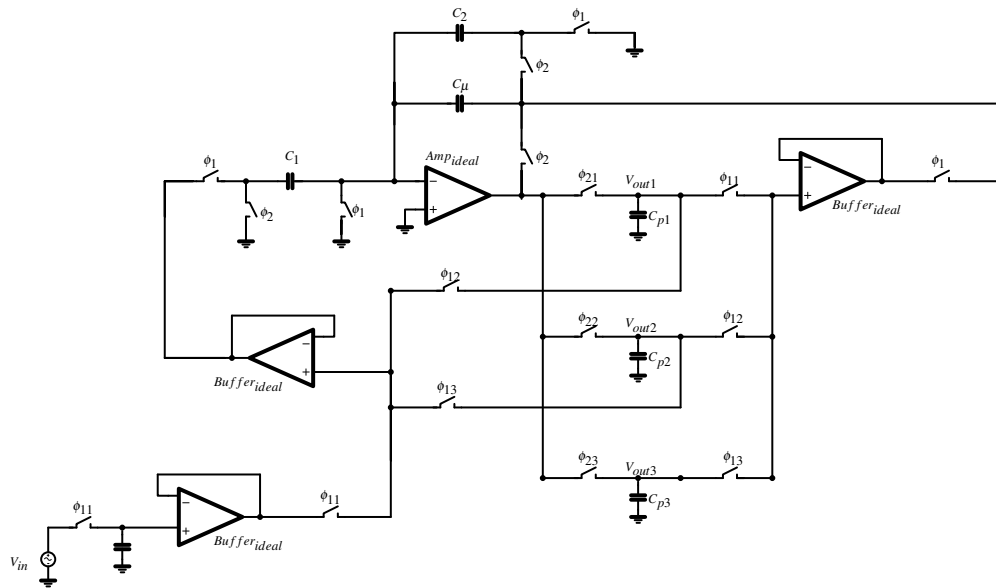 C2
ϕ1
ϕ2
Cμ
Ampideal
ϕ2
ϕ1
C1
ϕ21
Vout1
ϕ11
ϕ1
ϕ2
ϕ1
Cp1
Bufferideal
ϕ12
ϕ22
Vout2
ϕ12
Cp2
Bufferideal
ϕ13
ϕ23
Vout3
ϕ13
Cp3
ϕ11
ϕ11
Bufferideal
Vin